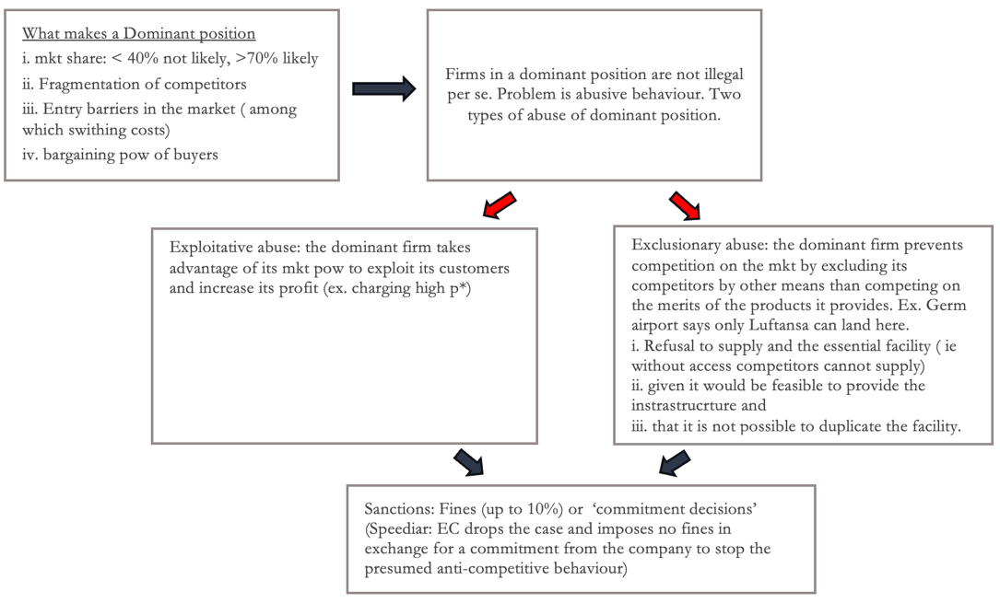 What makes a Dominant position
i. mkt share: < 40% not likely, >70% likely
ii. Fragmentation of competitors
iii. Entry barriers in the market ( among
which swithing costs)
iv. bargaining pow of buyers
Firms in a dominant position are not illegal
per se. Problem is abusive behaviour. Two
types of abuse of dominant position.
Exploitative abuse: the dominant firm takes
advantage of its mkt pow to exploit its customers
and increase its profit (ex. charging high p*)
Exclusionary abuse: the dominant firm prevents
competition on the mkt by excluding its
competitors by other means than competing on
the merits of the products it provides. Ex. Germ
airport says only Luftansa can land here.
i. Refusal to supply and the essential facility ( ie
without access competitors cannot supply)
ii. given it would be feasible to provide the
instrastrucrture and
iii. that it is not possible to duplicate the facility.
Sanctions: Fines (up to 10%) or ‘commitment decisions’
(Speediar: EC drops the case and imposes no fines in
exchange for a commitment from the company to stop the
presumed anti-competitive behaviour)